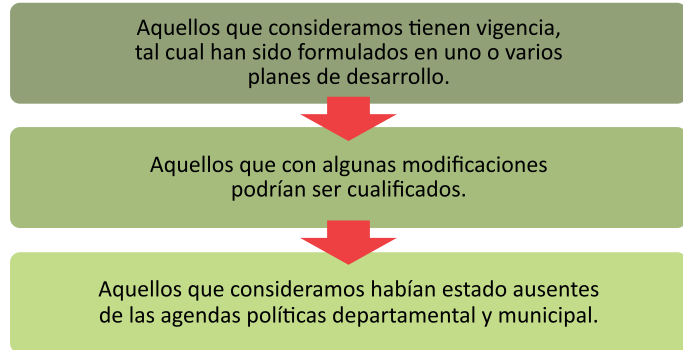 Aquellos que consideramos tienen vigencia,
tal cual han sido formulados en uno o varios
planes de desarrollo.
Aquellos que con algunas modificaciones
podrían ser cualificados.
Aquellos que consideramos habían estado ausentes
de las agendas políticas departamental y municipal.